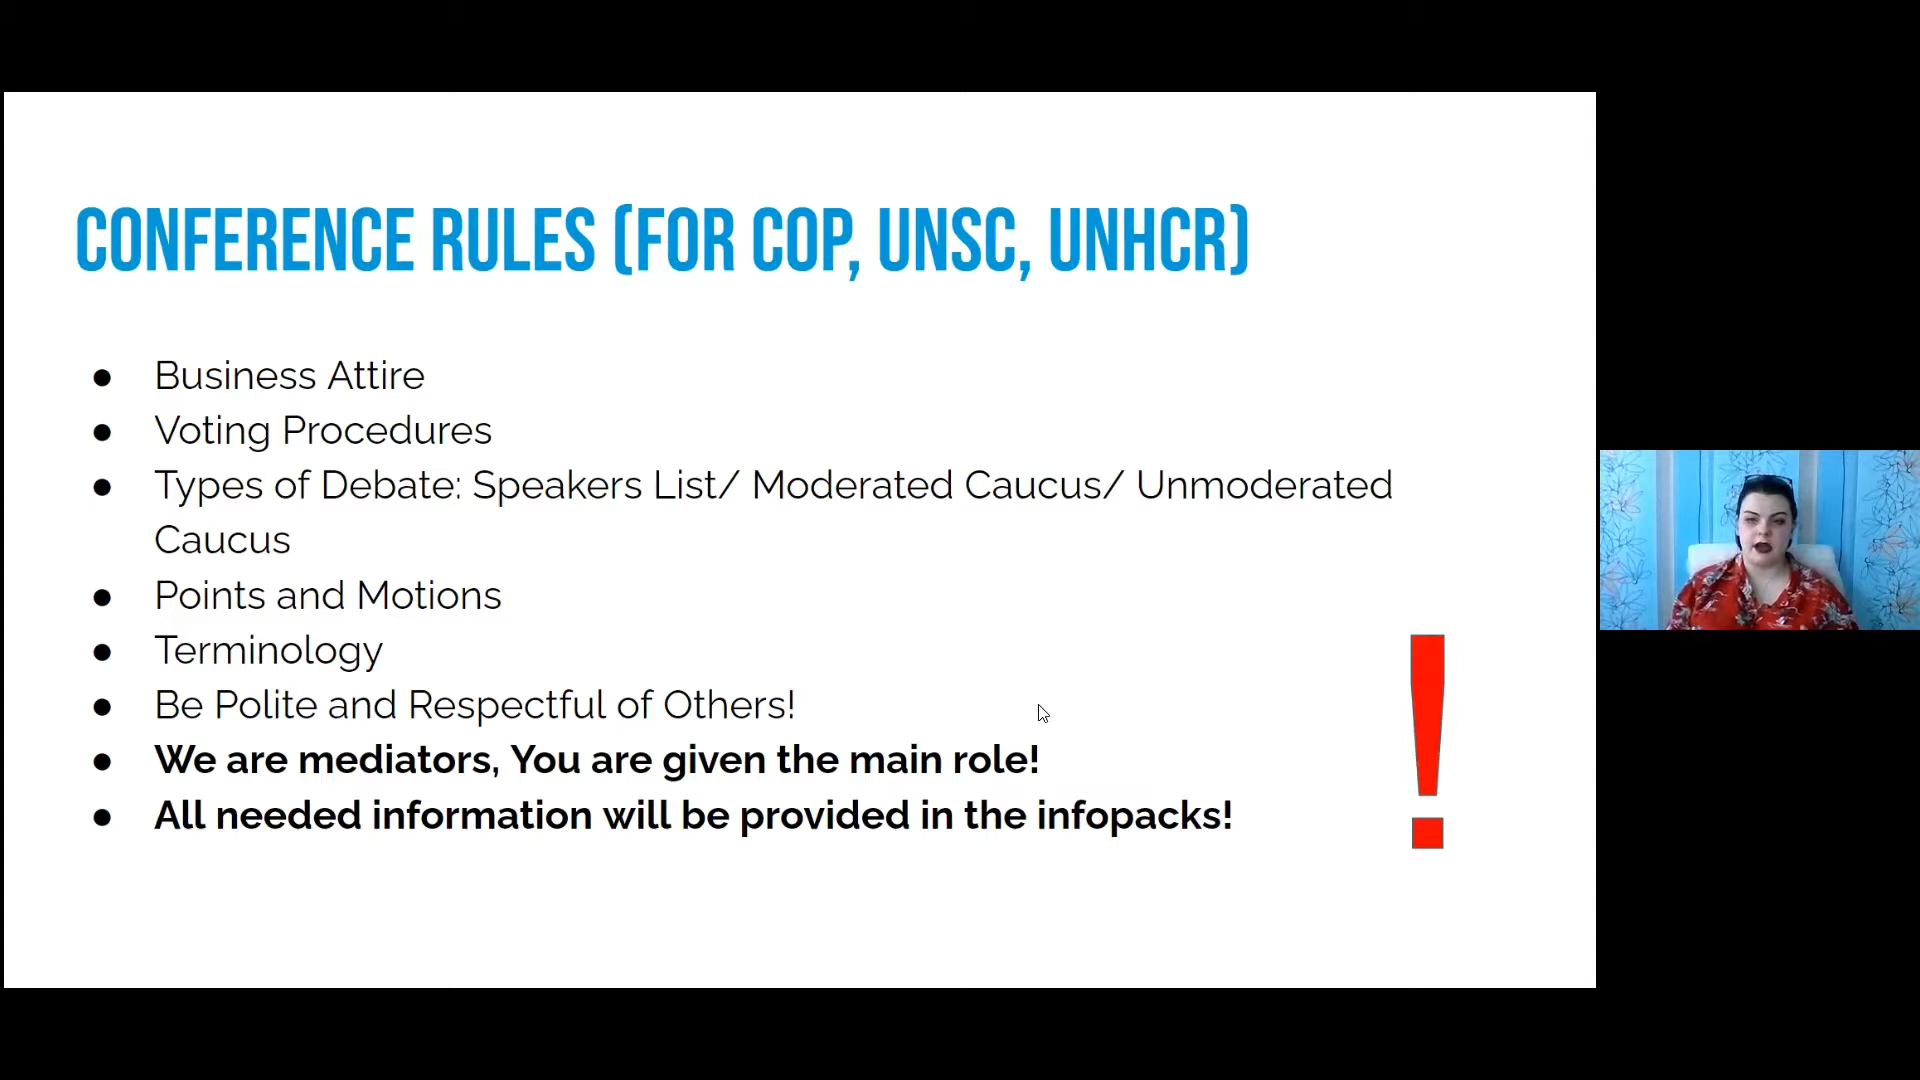 CONFERENCE RULES (FOR COP, UNSC, UNHCR)
● Business Attire
● Voting Procedures
● Types of Debate: Speakers List/ Moderated Caucus/ Unmoderated
Caucus
● Points and Motions
● Terminology
● Be Polite and Respectful of Others!
● We are mediators, You are given the main role!
● All needed information will be provided in the infopacks!
!